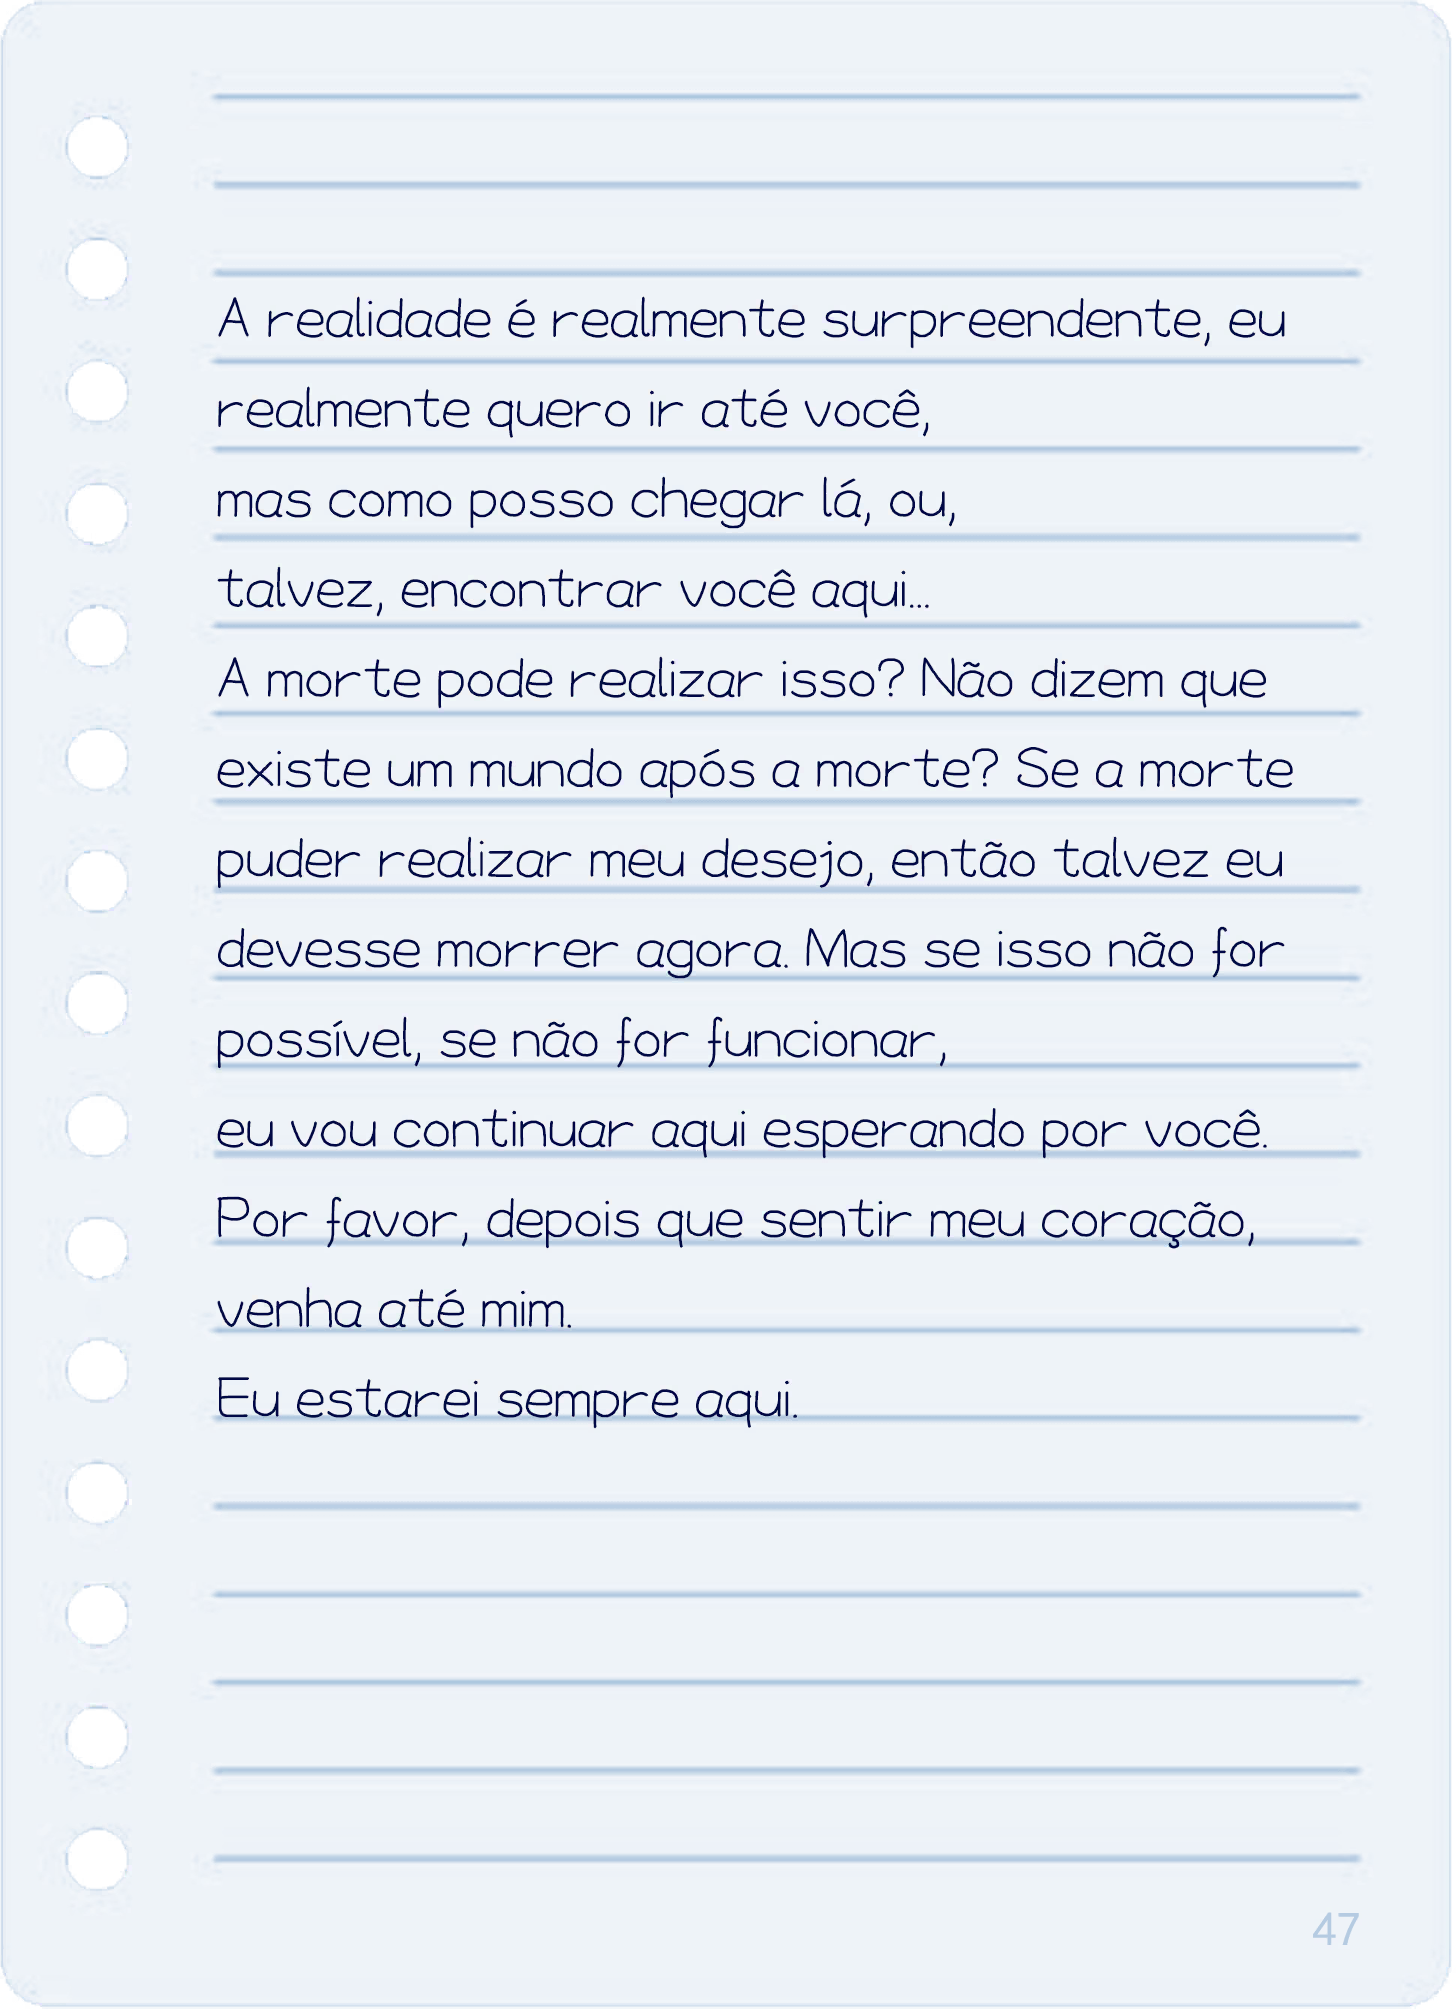 A realidade é realmente surpreendente, eu
realmente quero ir até você,
mas como posso chegar lá, ou,
talvez, encontrar você aqui...
A morte pode realizar isso? Não dizem que
existe um mundo após a morte? Se a morte
puder realizar meu desejo, então talvez eu
devesse morrer agora. Mas se isso não for
possível, se não for funcionar,
eu vou continuar aqui esperando por você.
Por favor, depois que sentir meu coração,
venha até mim.
Eu estarei sempre aqui.
47